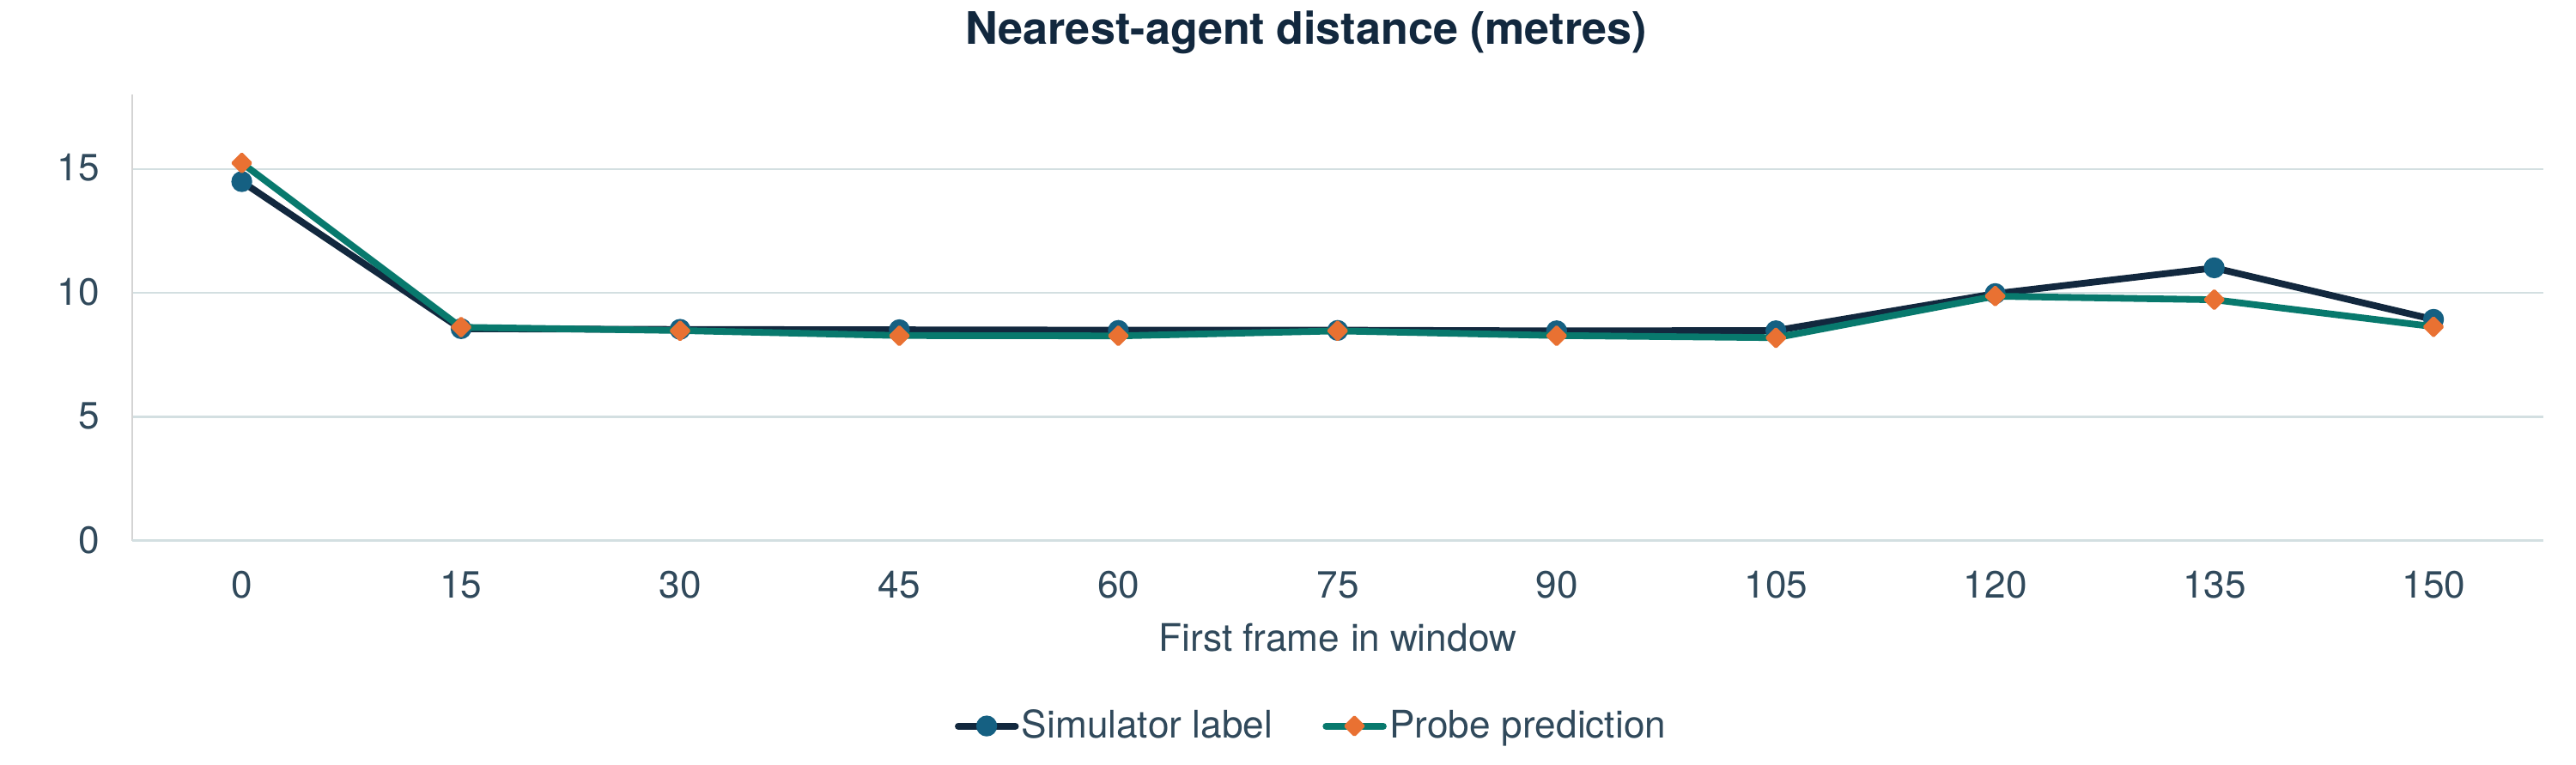 Nearest-agent distance (metres)
15
10
5
0
0 15 30 45 60 75 90 105 120 135 150
First frame in window
Simulator label Probe prediction